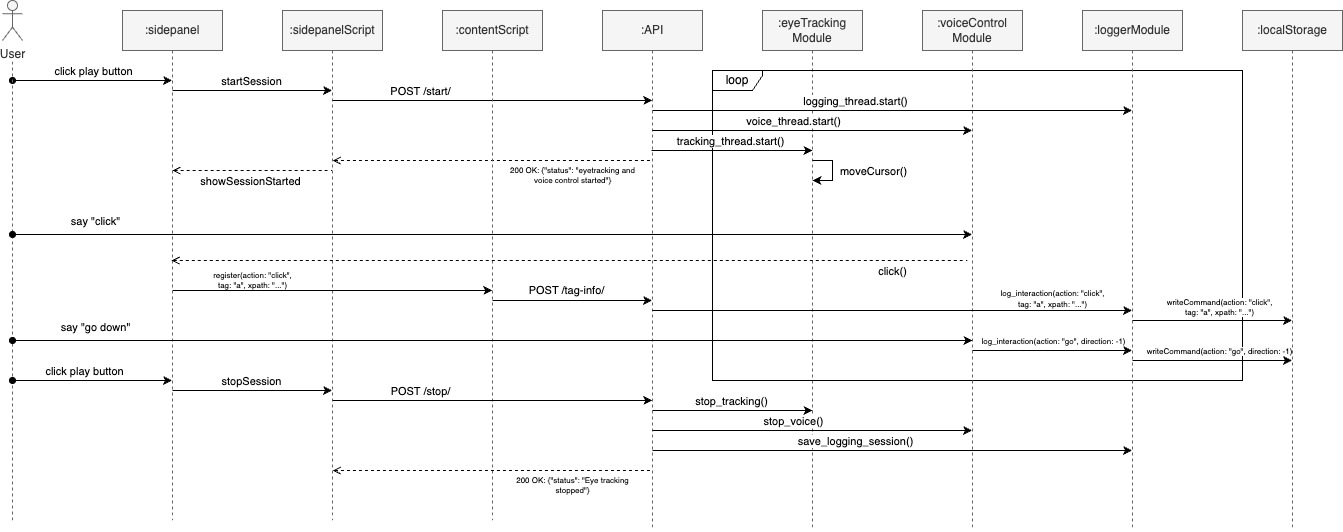 User
:sidepanel
:sidepanelScript
:contentScript
:API
:eyeTracking
Module
:voiceControl
Module
:loggerModule
:localStorage
click play button
startSession
POST /start/
loop
logging_thread.start()
voice_thread.start()
tracking_thread.start()
200 OK: {"status": "eyetracking and
voice control started"}
moveCursor()
showSessionStarted
say "click"
click()
register(action: "click",
tag: "a", xpath: "...")
POST /tag-info/
log_interaction(action: "click",
tag: "a", xpath: "...")
writeCommand(action: "click",
tag: "a", xpath: "...")
say "go down"
log_interaction(action: "go", direction: -1)
writeCommand(action: "go", direction: -1)
click play button
stopSession
POST /stop/
stop_tracking()
stop_voice()
save_logging_session()
200 OK: {"status": "Eye tracking
stopped"}